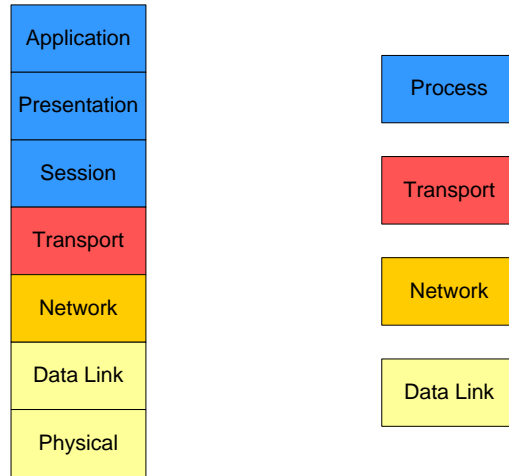 Application
Presentation
Session
Transport
Network
Data Link
Physical
Process
Transport
Network
Data Link